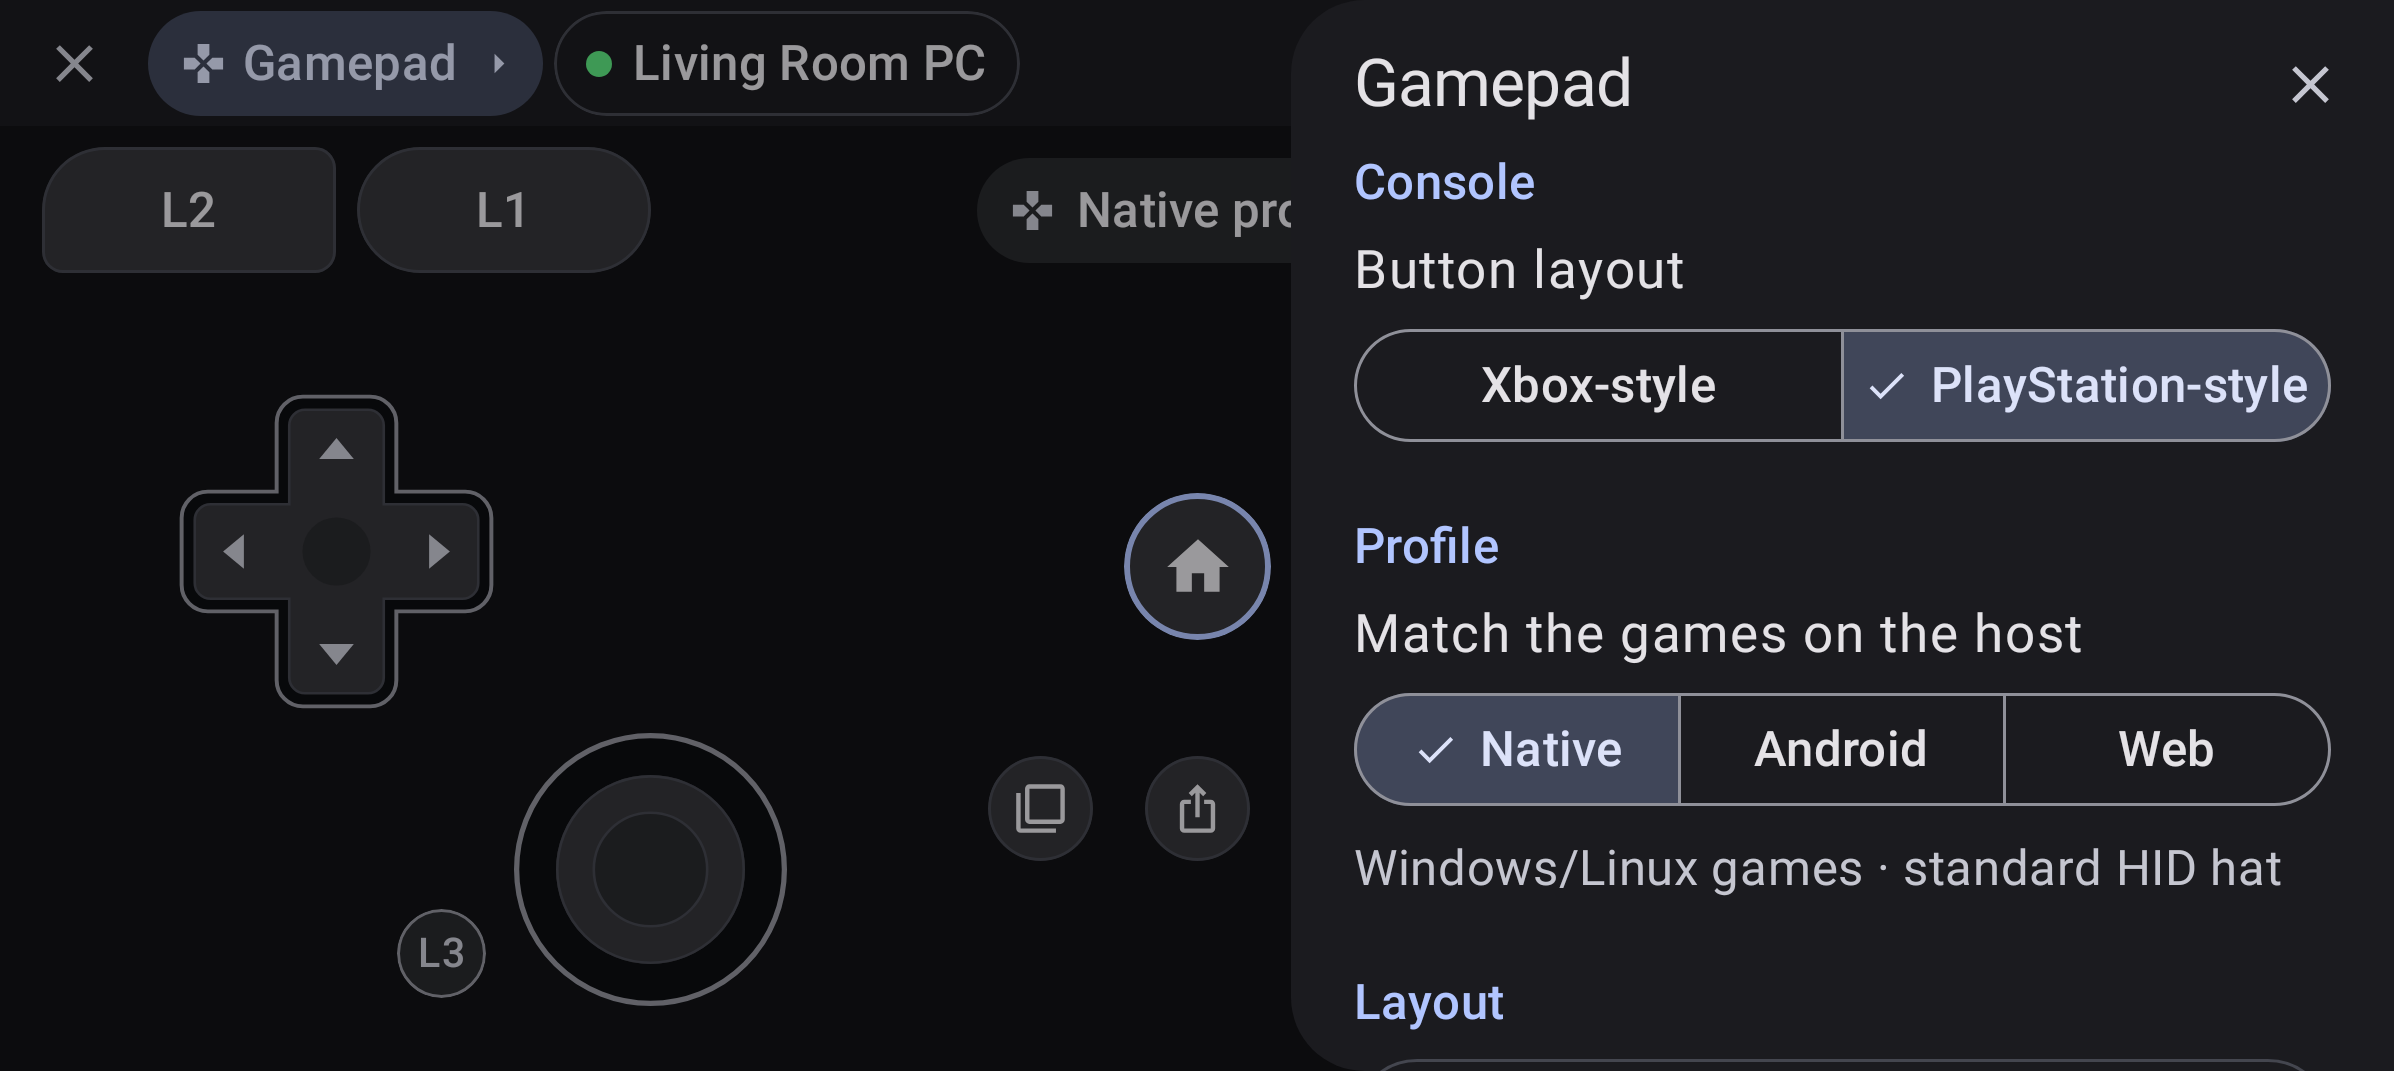 Gamepad
Living Room PC
L2
L1
Native pro
L3
Gamepad
Console
Button layout
Xbox-style
PlayStation-style
Profile
Match the games on the host
Native
Android
Web
Windows/Linux games · standard HID hat
Layout